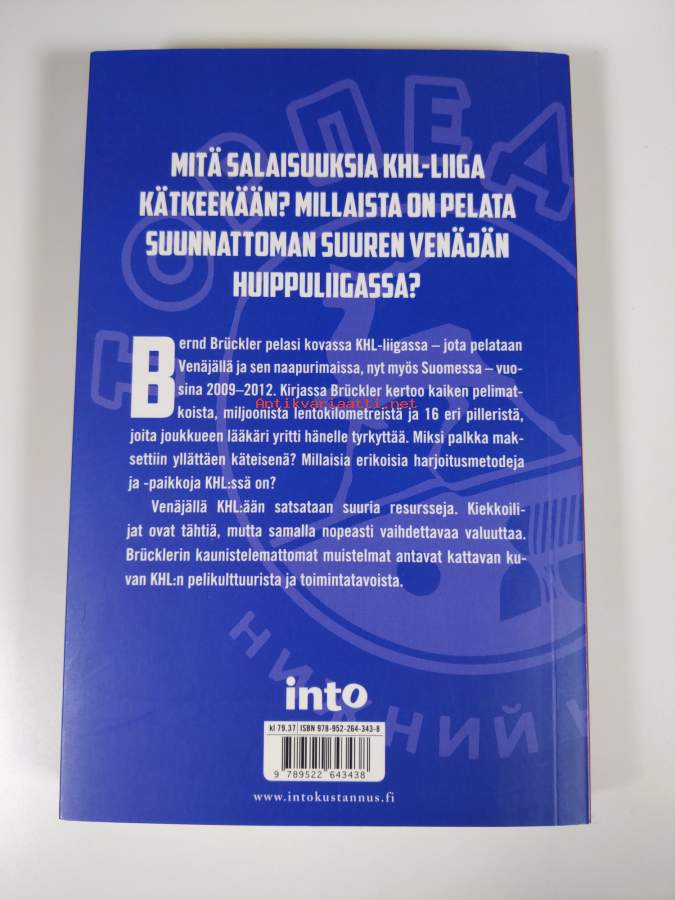 MITÄ SALAISUUKSIA KHL-LIIGA
KÄTKEEKÄÄN? MILLAISTA ON PELATA
SUUNNATTOMAN SUUREN VENÄJÄN
HUIPPULIIGASSA?
Bernd Brückler pelasi kovassa KHL-liigassa – jota pelataan
Venäjällä ja sen naapurimaissa, nyt myös Suomessa – vuo-
sina 2009–2012. Kirjassa Brückler kertoo kaiken pelimat-
koista, miljoonista lentokilometreistä ja 16 eri pilleristä,
Antikvariaatti.net
joita joukkueen lääkäri yritti hänelle tyrkyttää. Miksi palkka mak-
settiin yllättäen käteisenä? Millaisia erikoisia harjoitusmetodeja
ja -paikkoja KHL:ssä on?
Venäjällä KHL:ään satsataan suuria resursseja. Kiekkoili-
jat ovat tähtiä, mutta samalla nopeasti vaihdettavaa valuuttaa.
Brücklerin kaunistelemattomat muistelmat antavat kattavan ku-
van KHL:n pelikulttuurista ja toimintatavoista.
НИЖНИЙ Н
into
kl 79.37 ISBN 978-952-264-343-8
9 789522 643438
www.intokustannus.fi